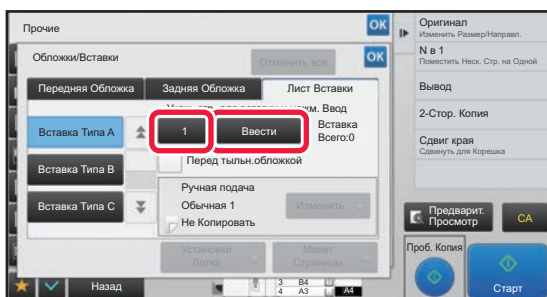 Прочие
OK
Обложки/Вставки
Отменить все
OK
Передняя Обложка
Задняя Обложка
Лист Вставки
Ввод
Вставка Типа A
1
Ввести
Вставка
Всего:0
Вставка Типа B
Перед тыльн.обложкой
Вставка Типа C
Ручная подача
Обычная 1
Не Копировать
Изменить
Установки
Лотка
Макет
Страницы
Назад
3 B4
4 A3
A4
Оригинал
Изменить Размер/Направл.
N в 1
Поместить Неск. Стр. на Одной
Вывод
2-Стор. Копия
Сдвиг края
Сдвинуть для Корешка
Предварит.
Просмотр
CA
Проб. Копия
Старт